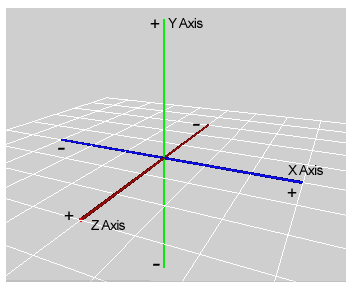 + Y Axis
-
-
X Axis
+
+
Z Axis
-